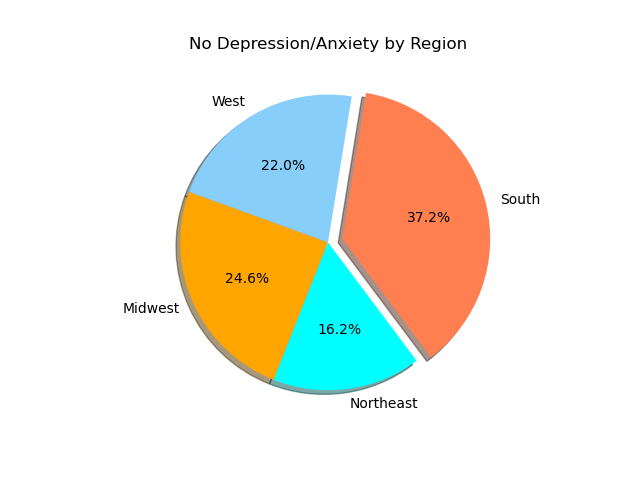 No Depression/Anxiety by Region
West
22.0%
South
37.2%
24.6%
Midwest
16.2%
Northeast